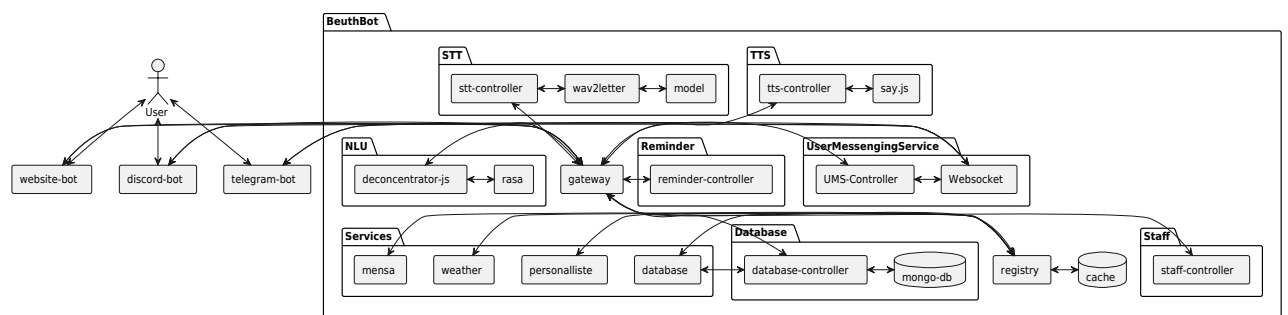 BeuthBot
STT
TTS
stt-controller
wav2letter
model
tts-controller
say.js
User
NLU
Reminder
UserMessengingService
website-bot
discord-bot
telegram-bot
deconcentrator-js
rasa
gateway
reminder-controller
UMS-Controller
Websocket
Services
Database
Staff
mensa
weather
personalliste
database
database-controller
mongo-db
registry
cache
staff-controller